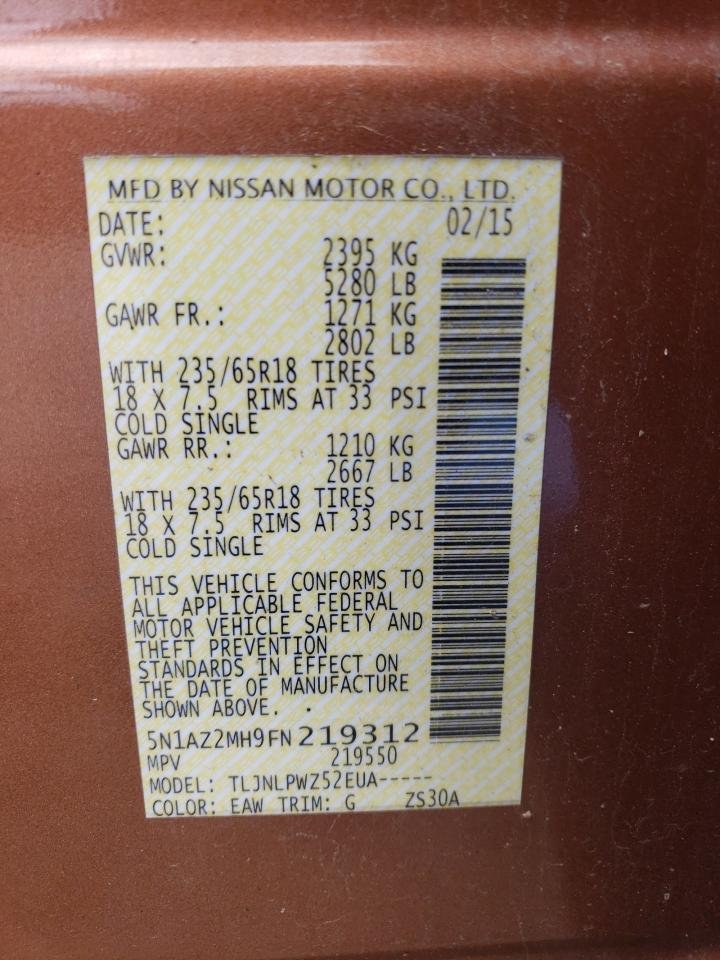 MFD BY NISSAN MOTOR CO., LTD.
DATE: 02/15
GVWR: 2395 KG
5280 LB
GAWR FR.: 1271 KG
2802 LB
WITH 235/65R18 TIRES
18 X 7.5 RIMS AT 33 PSI
COLD SINGLE
GAWR RR.: 1210 KG
2667 LB
WITH 235/65R18 TIRES
18 X 7.5 RIMS AT 33 PSI
COLD SINGLE
THIS VEHICLE CONFORMS TO
ALL APPLICABLE FEDERAL
MOTOR VEHICLE SAFETY AND
THEFT PREVENTION
STANDARDS IN EFFECT ON
THE DATE OF MANUFACTURE
SHOWN ABOVE.
5N1AZ2MH9FN219312
MPV 219550
MODEL: TLJNLPWZ52EUA-----
COLOR: EAW TRIM: G ZS30A